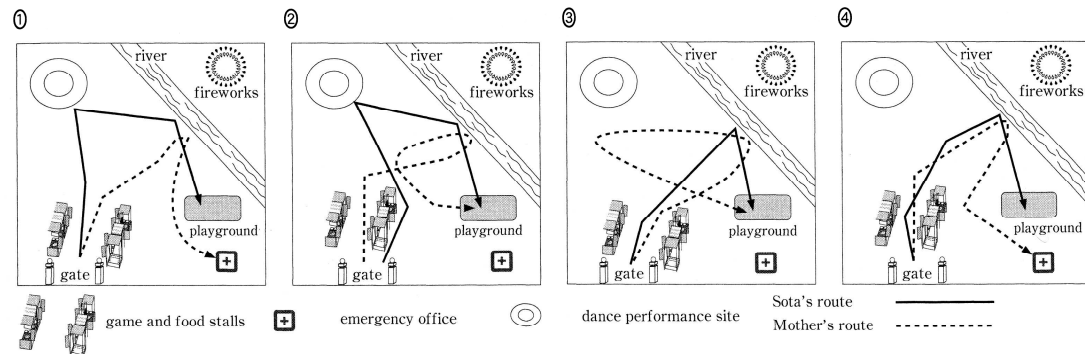 ① ② ③ ④
river
fireworks
playground
gate
river
fireworks
playground
gate
river
fireworks
playground
gate
river
fireworks
playground
gate
game and food stalls
emergency office
dance performance site
Sota's route
Mother's route